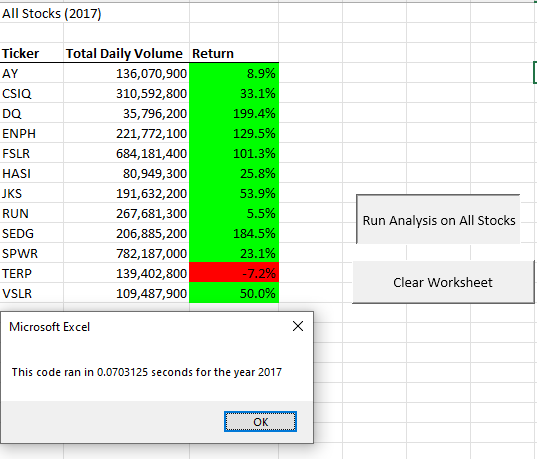 All Stocks (2017)
Ticker Total Daily Volume Return
AY 136,070,900 8.9%
CSIQ 310,592,800 33.1%
DQ 35,796,200 199.4%
ENPH 221,772,100 129.5%
FSLR 684,181,400 101.3%
HASI 80,949,300 25.8%
JKS 191,632,200 53.9%
RUN 267,681,300 5.5%
SEDG 206,885,200 184.5%
SPWR 782,187,000 23.1%
TERP 139,402,800 -7.2%
VSLR 109,487,900 50.0%
Run Analysis on All Stocks
Clear Worksheet
Microsoft Excel
This code ran in 0.0703125 seconds for the year 2017
OK